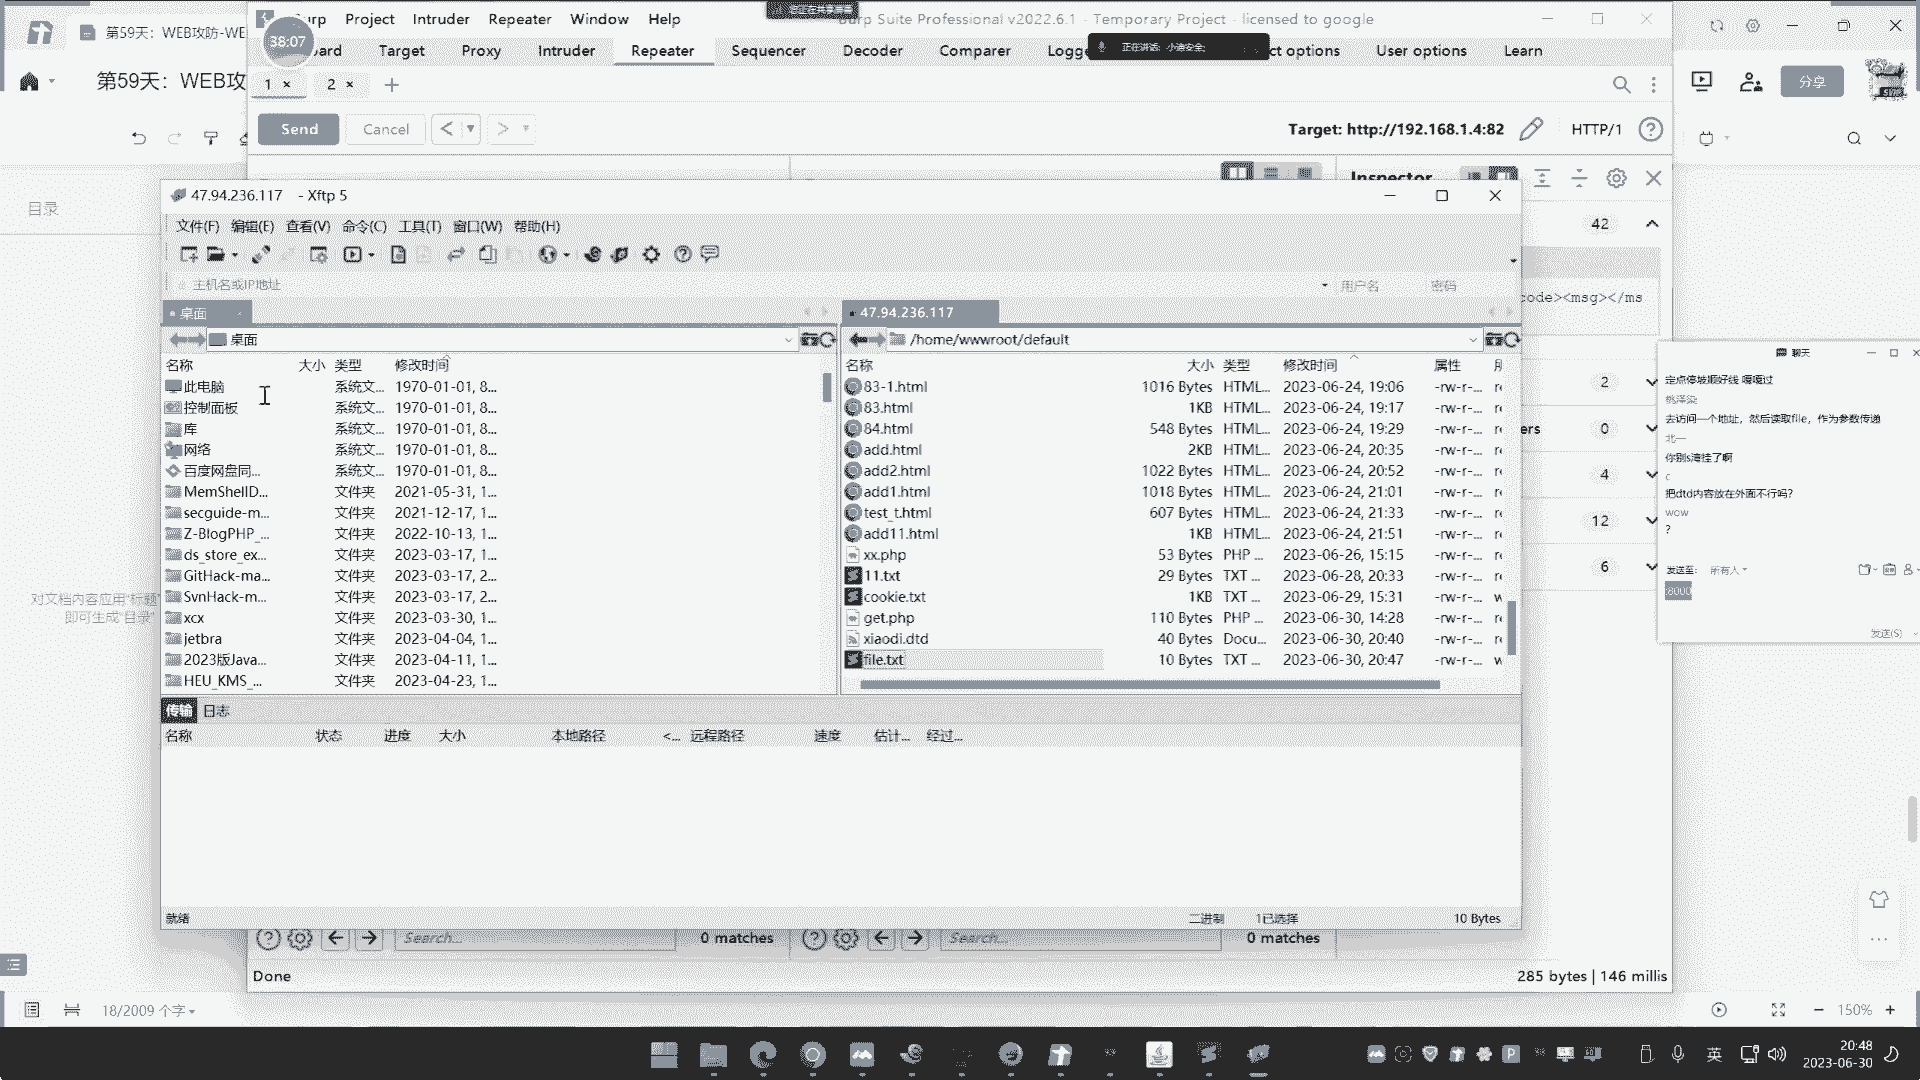 第59天：WEB攻防-WE
38:07
Burp Project Intruder Repeater Window Help
Burp Suite Professional v2022.6.1 - Temporary Project - licensed to google
第59天：WEB攻
Target Proxy Intruder Repeater Sequencer Decoder Comparer Logge
正在讲话: 小迪安全;
ct options User options Learn
1 × 2 × +
分享
Send Cancel < >
Target: http://192.168.1.4:82 HTTP/1
Inspector
目录
47.94.236.117 - Xftp 5
文件(F) 编辑(E) 查看(V) 命令(C) 工具(T) 窗口(W) 帮助(H)
42
主机名或IP地址 用户名 密码
code><msg></ms
桌面 47.94.236.117
桌面 /home/wwwroot/default
名称 大小 类型 修改时间 名称 大小 类型 修改时间 属性
此电脑 系统文... 1970-01-01, 8... 83-1.html 1016 Bytes HTML... 2023-06-24, 19:06 -rw-r-...
控制面板 系统文... 1970-01-01, 8... 83.html 1KB HTML... 2023-06-24, 19:17 -rw-r-...
库 系统文... 1970-01-01, 8... 84.html 548 Bytes HTML... 2023-06-24, 19:29 -rw-r-...
网络 系统文... 1970-01-01, 8... add.html 2KB HTML... 2023-06-24, 20:35 -rw-r-...
百度网盘同... 系统文... 1970-01-01, 8... add2.html 1022 Bytes HTML... 2023-06-24, 20:52 -rw-r-...
MemShellD... 文件夹 2021-05-31, 1... add1.html 1018 Bytes HTML... 2023-06-24, 21:01 -rw-r-...
secguide-m... 文件夹 2021-12-17, 1... test_t.html 607 Bytes HTML... 2023-06-24, 21:33 -rw-r-...
Z-BlogPHP_... 文件夹 2022-10-13, 1... add11.html 1KB HTML... 2023-06-24, 21:51 -rw-r-...
ds_store_ex... 文件夹 2023-03-17, 1... xx.php 53 Bytes PHP ... 2023-06-26, 15:15 -rw-r-...
GitHack-ma... 文件夹 2023-03-17, 2... 11.txt 29 Bytes TXT ... 2023-06-28, 20:33 -rw-r-...
SvnHack-m... 文件夹 2023-03-17, 2... cookie.txt 1KB TXT ... 2023-06-29, 15:31 -rw-r-...
xcx 文件夹 2023-03-30, 1... get.php 110 Bytes PHP ... 2023-06-30, 14:28 -rw-r-...
jetbra 文件夹 2023-04-04, 1... xiaodi.dtd 40 Bytes Docu... 2023-06-30, 20:40 -rw-r-...
2023版Java... 文件夹 2023-04-11, 1... file.txt 10 Bytes TXT ... 2023-06-30, 20:47 -rw-r-...
HEU_KMS_... 文件夹 2023-04-23, 1...
2
ers 0
4
12
6
聊天
去访问一个地址，然后读取file，作为参数传递
北一
c
把dtd内容放在外面不行吗?
wow
?
发送至: 所有人
:8000
发送(S)
对文档内容应用“标题”
即可生成“目录”
传输 日志
名称 状态 进度 大小 本地路径 <... 远程路径 速度 估计... 经过...
就绪 二进制 1已选择 10 Bytes
Search... 0 matches Search... 0 matches
Done 285 bytes | 146 millis
18/2009 个字 150%
英
20:48
2023-06-30